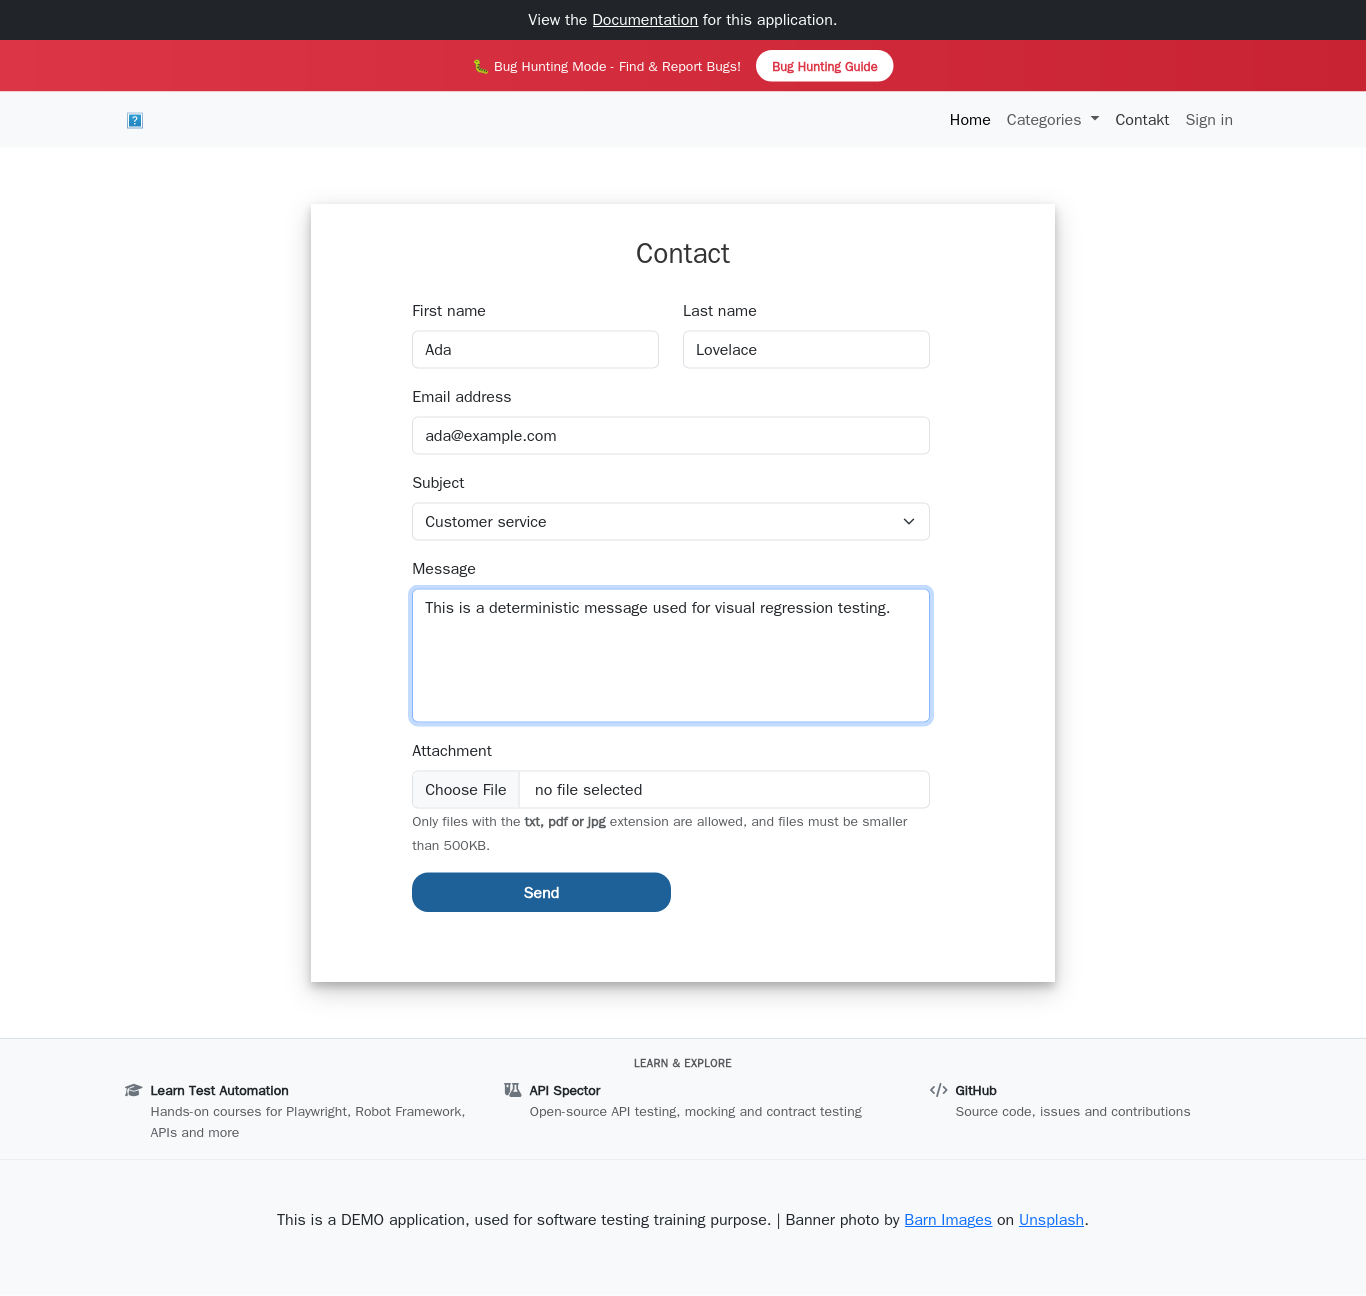 View the Documentation for this application.
🐛 Bug Hunting Mode - Find & Report Bugs! Bug Hunting Guide
Home Categories Contakt Sign in
Contact
First name Last name
Ada Lovelace
Email address
ada@example.com
Subject
Customer service
Message
This is a deterministic message used for visual regression testing.
Attachment
Choose File no file selected
Only files with the txt, pdf or jpg extension are allowed, and files must be smaller
than 500KB.
Send
LEARN & EXPLORE
Learn Test Automation
Hands-on courses for Playwright, Robot Framework,
APIs and more
API Spector
Open-source API testing, mocking and contract testing
GitHub
Source code, issues and contributions
This is a DEMO application, used for software testing training purpose. | Banner photo by Barn Images on Unsplash.